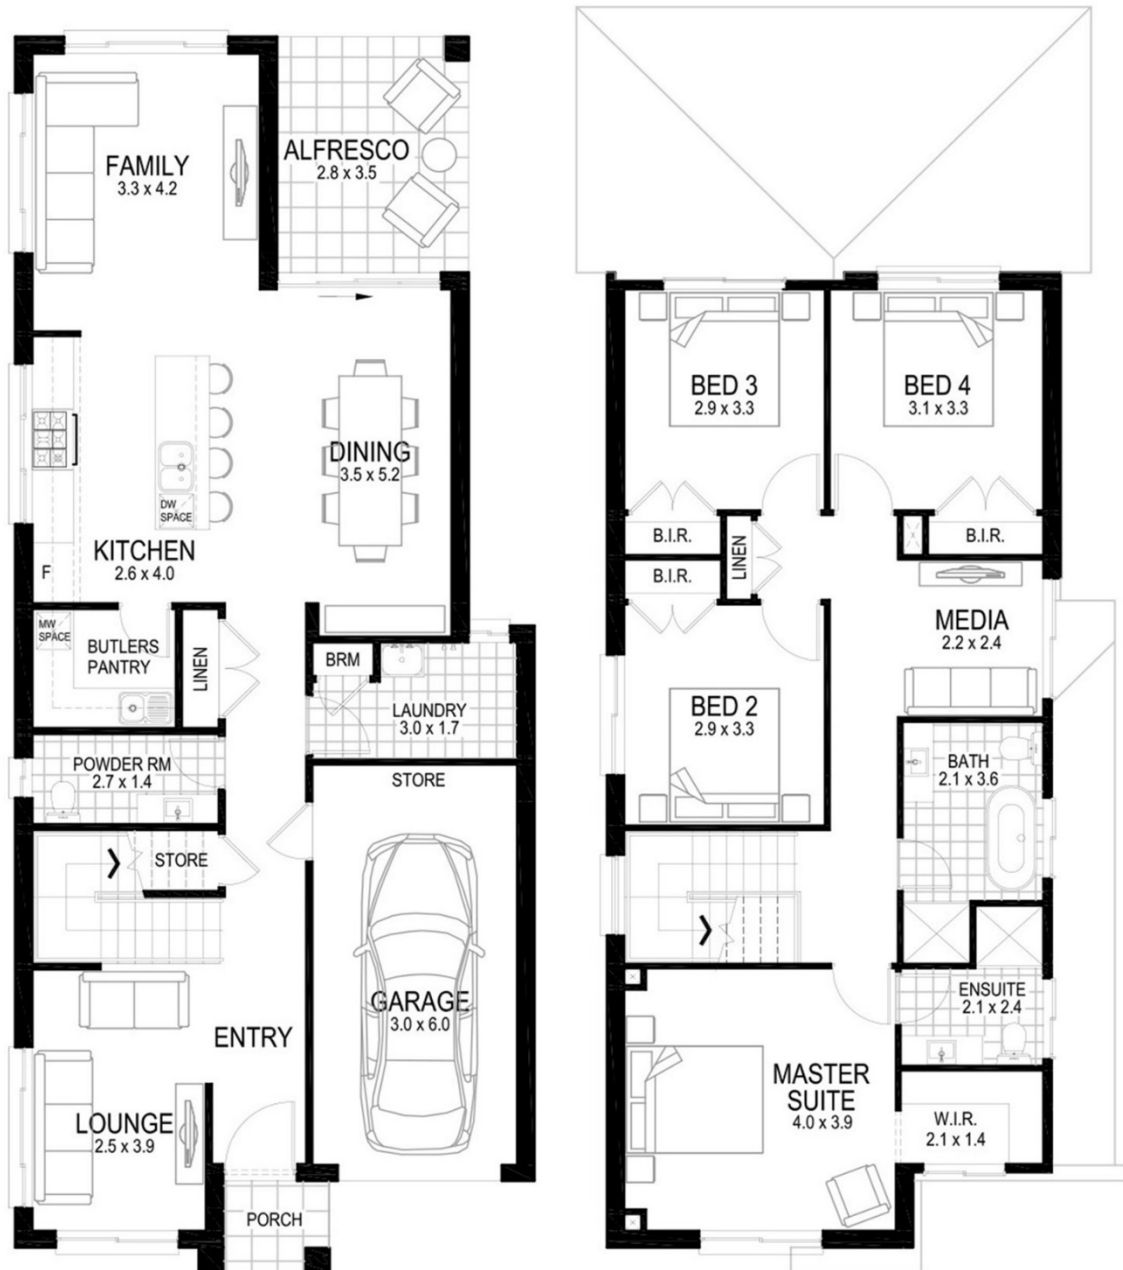 FAMILY
3.3 x 4.2
ALFRESCO
2.8 x 3.5
DINING
3.5 x 5.2
DW
SPACE
KITCHEN
2.6 x 4.0
F
MW
SPACE
BUTLERS
PANTRY
LINEN
BRM
LAUNDRY
3.0 x 1.7
POWDER RM
2.7 x 1.4
STORE
STORE
GARAGE
3.0 x 6.0
ENTRY
LOUNGE
2.5 x 3.9
PORCH
BED 3
2.9 x 3.3
BED 4
3.1 x 3.3
B.I.R.
LINEN
B.I.R.
B.I.R.
MEDIA
2.2 x 2.4
BED 2
2.9 x 3.3
BATH
2.1 x 3.6
ENSUITE
2.1 x 2.4
MASTER
SUITE
4.0 x 3.9
W.I.R.
2.1 x 1.4